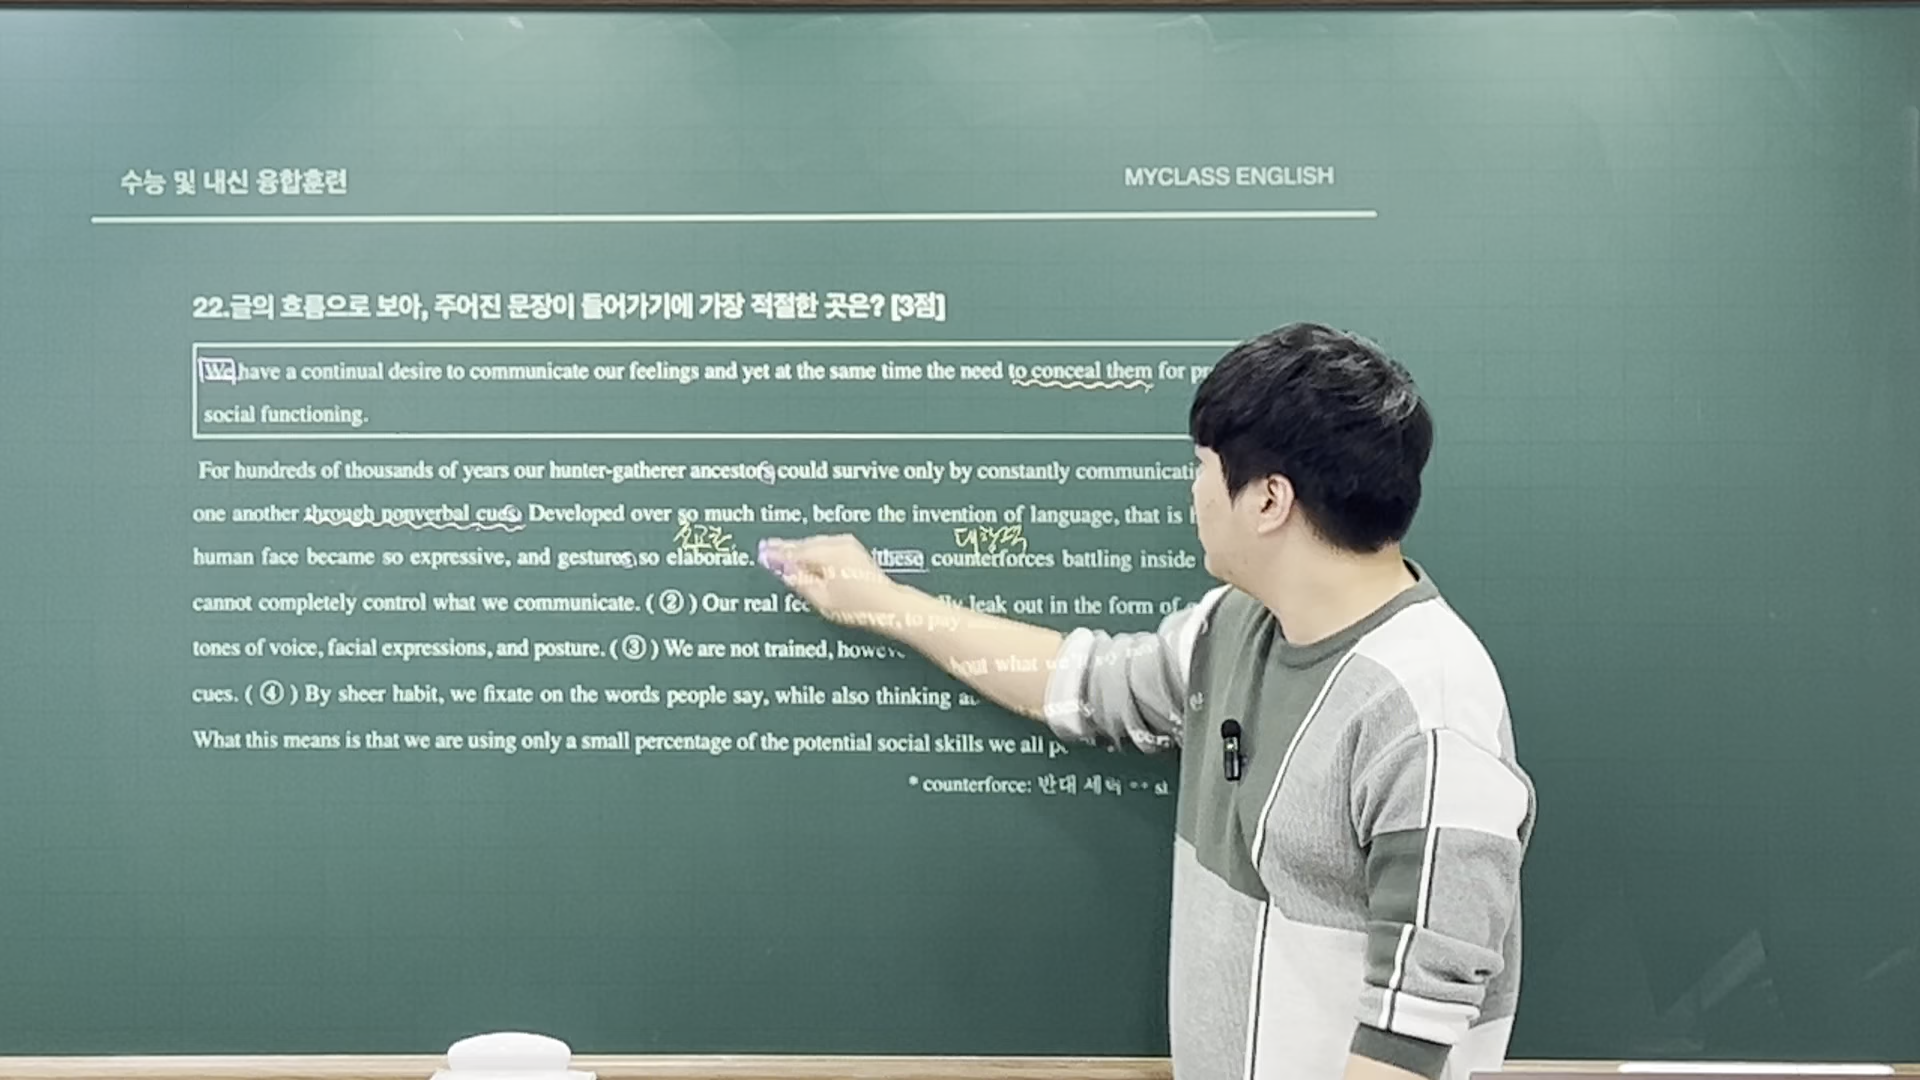 수능 및 내신 융합훈련
MYCLASS ENGLISH
22.글의 흐름으로 보아, 주어진 문장이 들어가기에 가장 적절한 곳은? [3점]
We have a continual desire to communicate our feelings and yet at the same time the need to conceal them for
social functioning.
For hundreds of thousands of years our hunter-gatherer ancestors could survive only by constantly
one another through nonverbal cues. Developed over so much time, before the invention of language, that is
human face became so expressive, and gestures so elaborate. these counterforces battling inside
cannot completely control what we communicate. ( ② ) Our real leak out in the form of
tones of voice, facial expressions, and posture. ( ③ ) We are not trained, however, to pay
cues. ( ④ ) By sheer habit, we fixate on the words people say, while also thinking about what we'll
What this means is that we are using only a small percentage of the potential social skills we all
* counterforce: 반대 세력 **